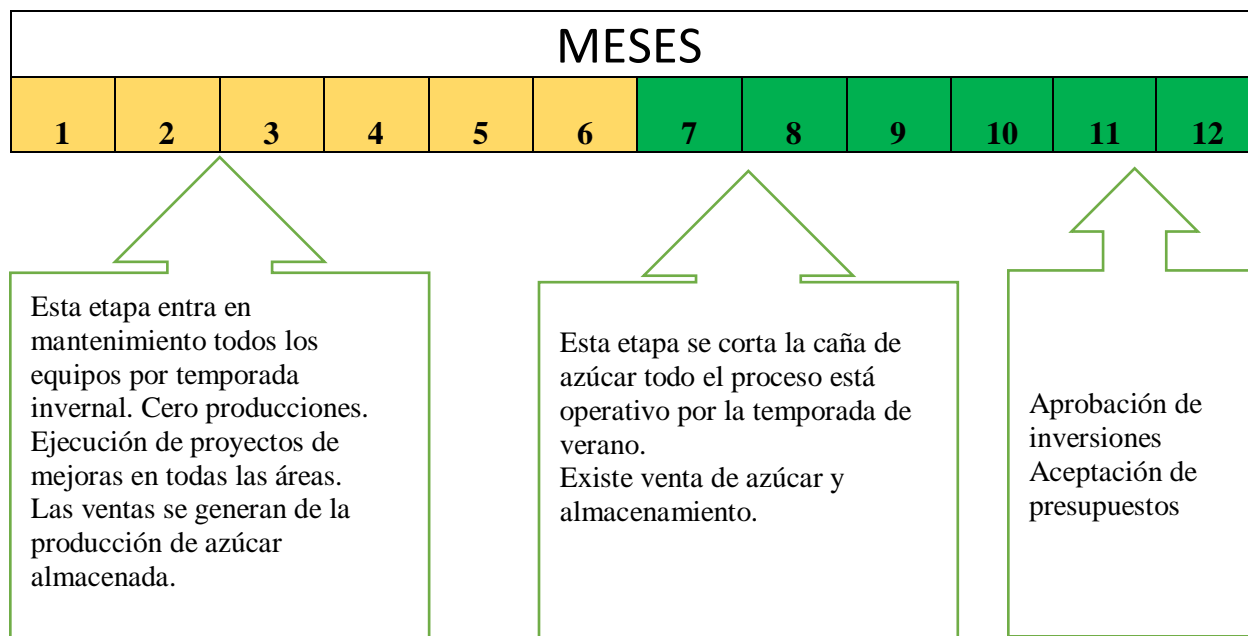 MESES
1 2 3 4 5 6 7 8 9 10 11 12
Esta etapa entra en
mantenimiento todos los
equipos por temporada
invernal. Cero producciones.
Ejecución de proyectos de
mejoras en todas las áreas.
Las ventas se generan de la
producción de azúcar
almacenada.
Esta etapa se corta la caña de
azúcar todo el proceso está
operativo por la temporada de
verano.
Existe venta de azúcar y
almacenamiento.
Aprobación de
inversiones
Aceptación de
presupuestos